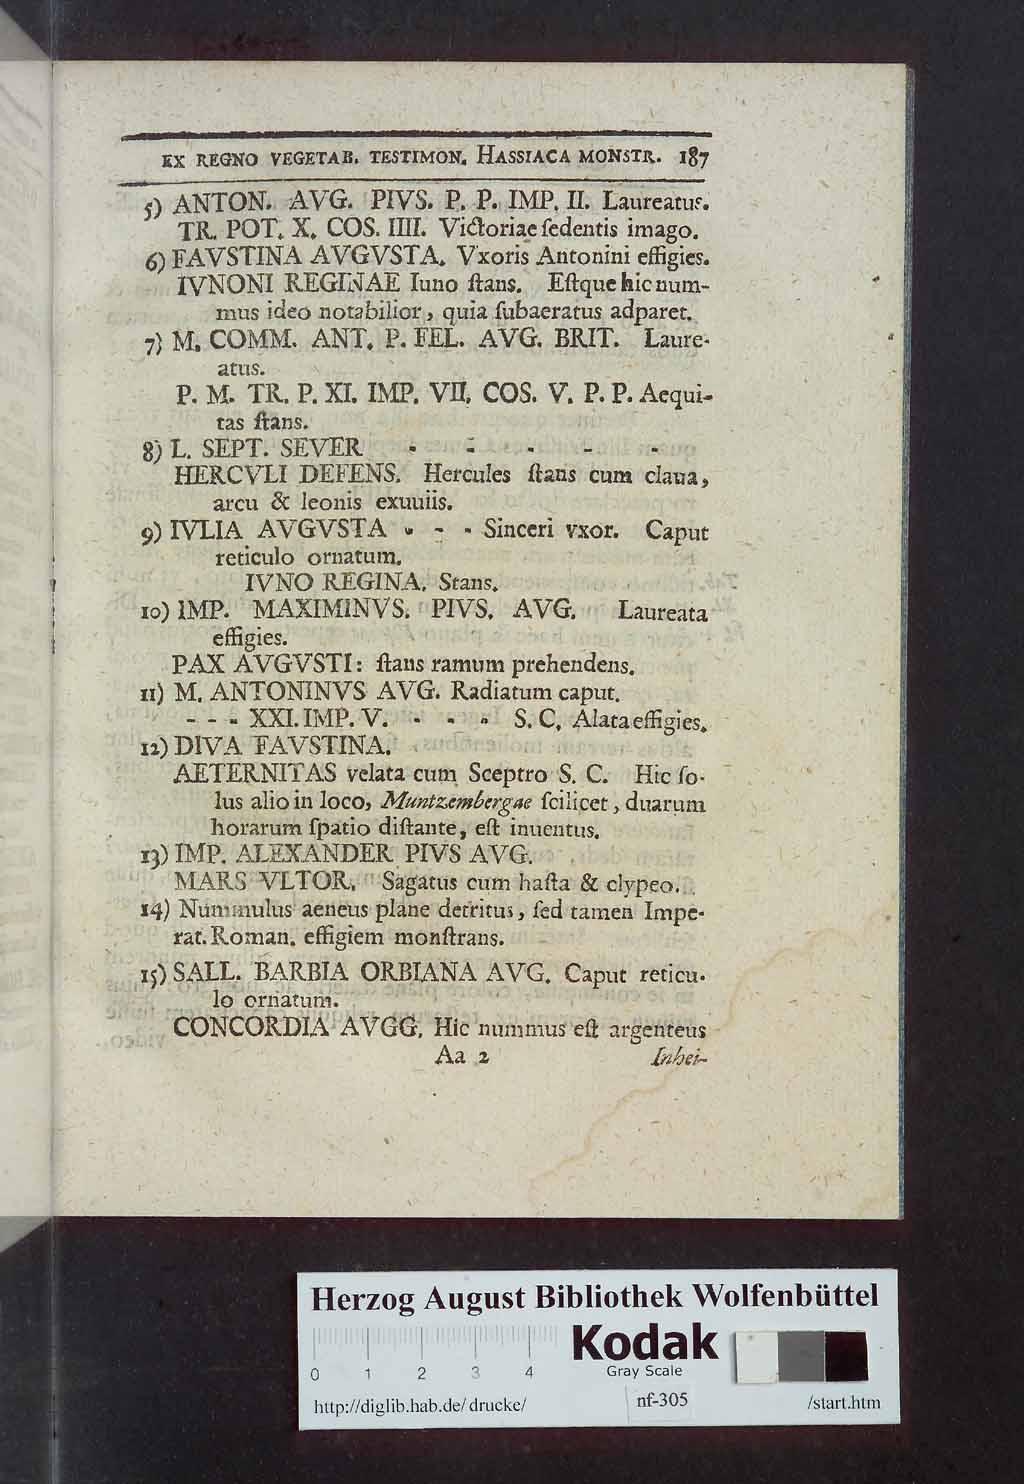 EX REGNO VEGETAB. TESTIMON. HASSIACA MONSTR. 187
5) ANTON. AVG. PIVS. P. P. IMP. II. Laureatus.
TR. POT. X. COS. IIII. Victoriae ſedentis imago.
6) FAVSTINA AVGVSTA. Vxoris Antonini effigies.
IVNONI REGINAE Iuno ſtans. Eſtque hic num-
mus ideo notabilior, quia ſubaeratus adparet.
7) M. COMM. ANT. P. FEL. AVG. BRIT. Laure-
atus.
P. M. TR. P. XI. IMP. VII. COS. V. P. P. Aequi-
tas ſtans.
8) L. SEPT. SEVER - - - - -
HERCVLI DEFENS. Hercules ſtans cum claua,
arcu & leonis exuuiis.
9) IVLIA AVGVSTA - - - Sinceri vxor. Caput
reticulo ornatum.
IVNO REGINA. Stans.
10) IMP. MAXIMINVS. PIVS. AVG. Laureata
effigies.
PAX AVGVSTI: ſtans ramum prehendens.
11) M. ANTONINVS AVG. Radiatum caput.
- - - XXI. IMP. V. - - - S. C. Alata effigies.
12) DIVA FAVSTINA.
AETERNITAS velata cum Sceptro S. C. Hic ſo-
lus alio in loco, Muntzembergae ſcilicet, duarum
horarum ſpatio diſtante, eſt inuentus.
13) IMP. ALEXANDER PIVS AVG.
MARS VLTOR. Sagatus cum haſta & clypeo.
14) Nummulus aeneus plane detritus, ſed tamen Impe-
rat. Roman. effigiem monſtrans.
15) SALL. BARBIA ORBIANA AVG. Caput reticu-
lo ornatum.
CONCORDIA AVGG. Hic nummus eſt argenteus
Aa 2 Inhei-
Herzog August Bibliothek Wolfenbüttel
Kodak
Gray Scale
0 1 2 3 4
http://diglib.hab.de/drucke/ nf-305 /start.htm